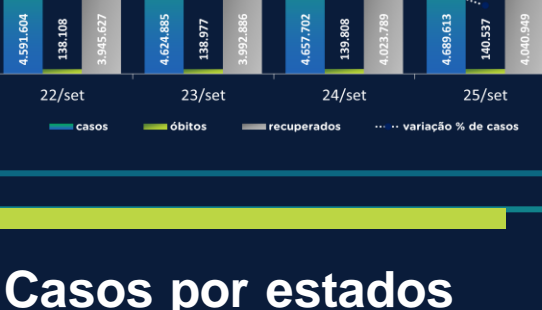 4.591.604 138.108 3.945.627 4.624.885 138.977 3.992.886 4.657.702 139.808 4.023.789 4.689.613 140.537 4.040.949
22/set 23/set 24/set 25/set
casos óbitos recuperados variação % de casos
Casos por estados